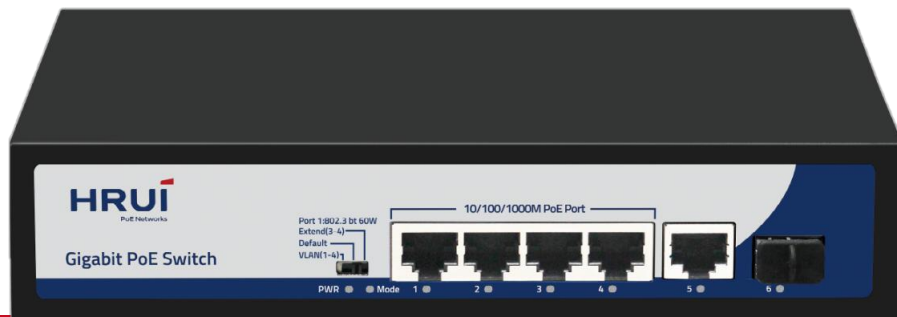 HRUI
PoE Networks
Gigabit PoE Switch
Port 1:802.3 bt 60W
Extend(3-4)
Default
VLAN(1-4)
10/100/1000M PoE Port
PWR Mode 1 2 3 4 5 6